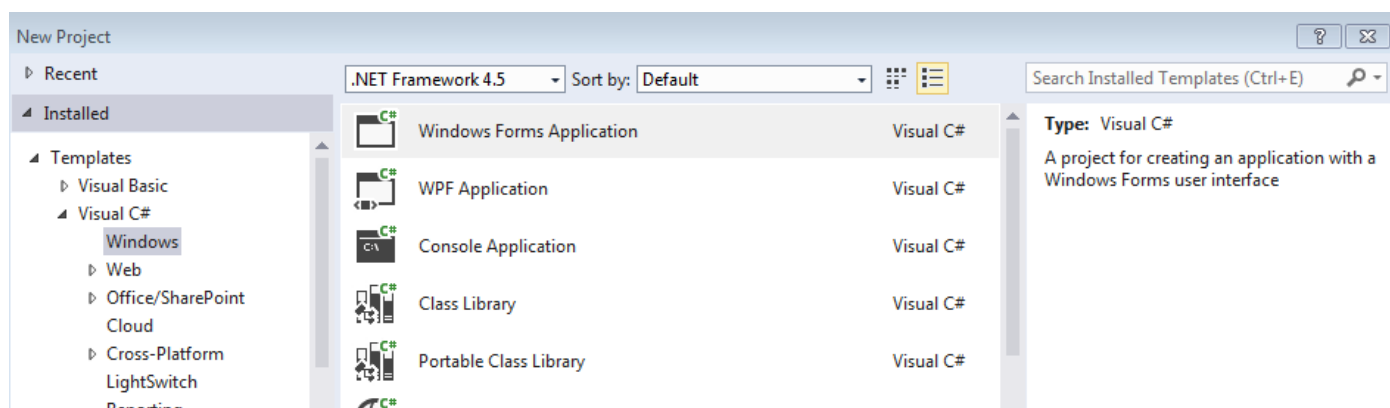 New Project
Recent
.NET Framework 4.5
Sort by: Default
Search Installed Templates (Ctrl+E)
Installed
Templates
Visual Basic
Visual C#
Windows
Web
Office/SharePoint
Cloud
Cross-Platform
LightSwitch
Reporting
C# Windows Forms Application Visual C#
C# WPF Application Visual C#
C# C:\ Console Application Visual C#
C# Class Library Visual C#
C# Portable Class Library Visual C#
C#
Type: Visual C#
A project for creating an application with a
Windows Forms user interface